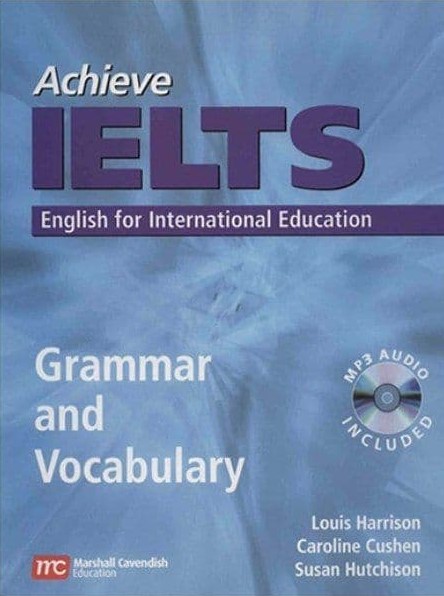 Achieve
IELTS
English for International Education
Grammar
and
Vocabulary
MP3 AUDIO
INCLUDED
Louis Harrison
Caroline Cushen
Susan Hutchison
mc
Marshall Cavendish
Education